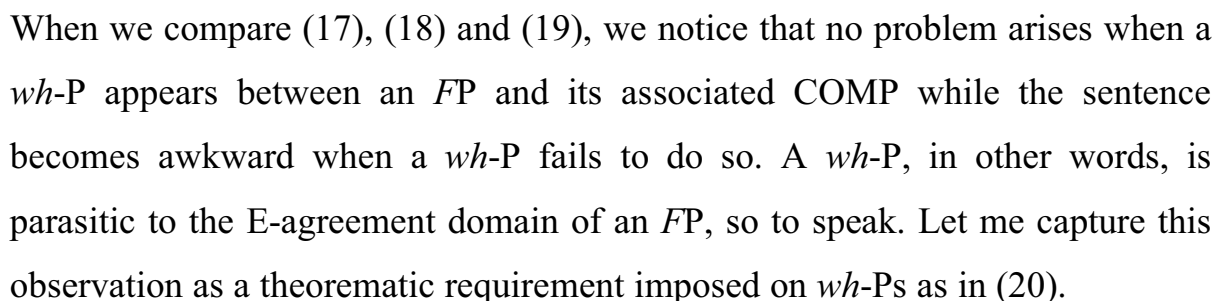 When we compare (17), (18) and (19), we notice that no problem arises when a
wh-P appears between an FP and its associated COMP while the sentence
becomes awkward when a wh-P fails to do so. A wh-P, in other words, is
parasitic to the E-agreement domain of an FP, so to speak. Let me capture this
observation as a theorematic requirement imposed on wh-Ps as in (20).